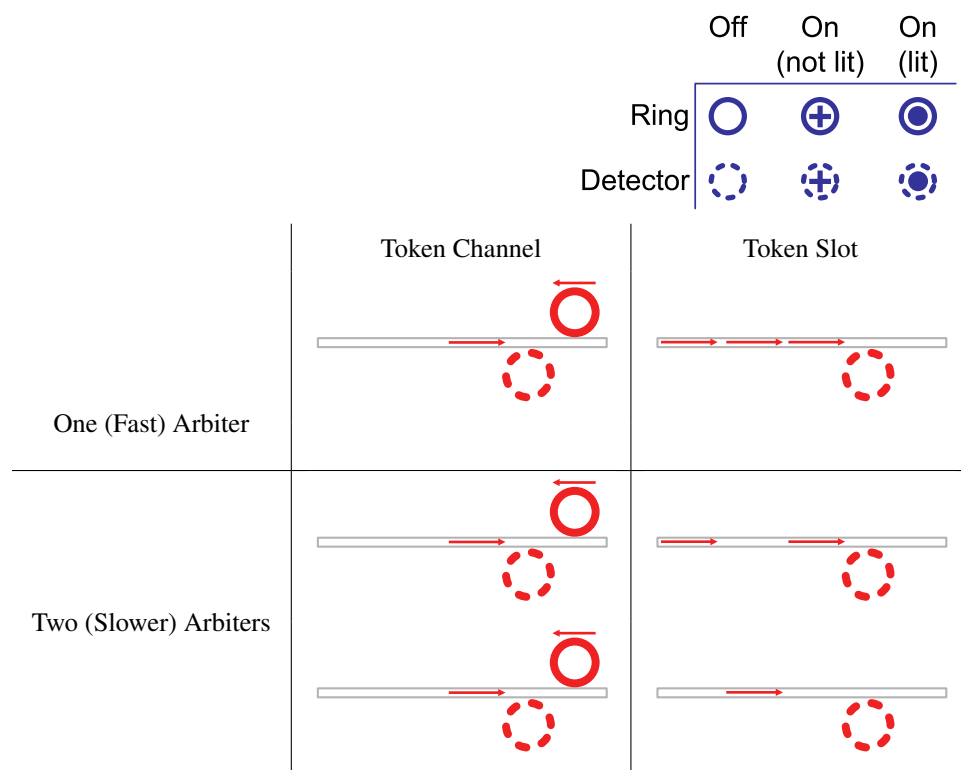 Off On On
(not lit) (lit)
Ring
Detector
Token Channel Token Slot
One (Fast) Arbiter
Two (Slower) Arbiters